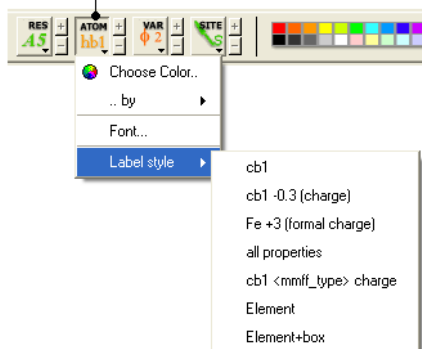 RES + ATOM + VAR + SITE +
A5 - hb1 - ϕ 2 - S -
Choose Color..
.. by
Font...
Label style
cb1
cb1 -0.3 (charge)
Fe +3 (formal charge)
all properties
cb1 <mmff_type> charge
Element
Element+box